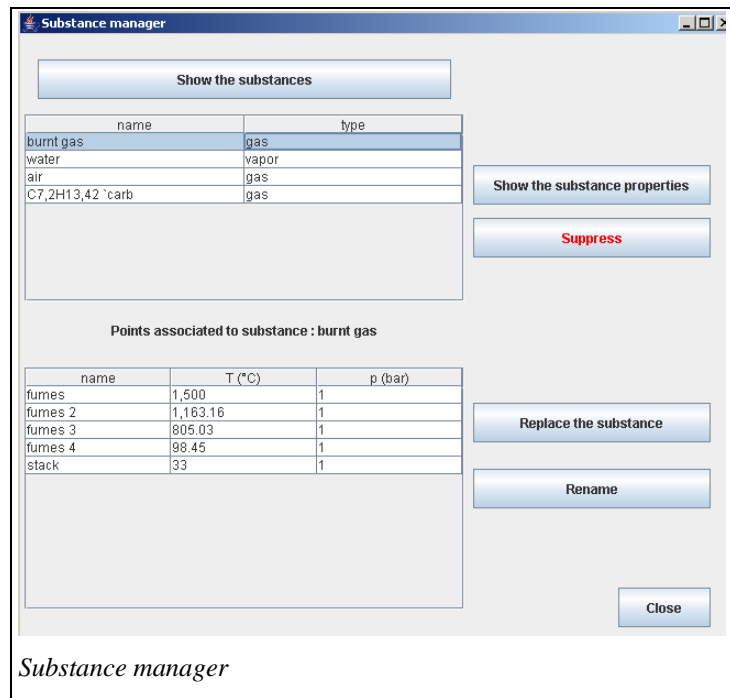 Substance manager
Show the substances
name type
burnt gas gas
water vapor
air gas
C7,2H13,42 `carb gas
Show the substance properties
Suppress
Points associated to substance : burnt gas
name T (°C) p (bar)
fumes 1,500 1
fumes 2 1,163.16 1
fumes 3 805.03 1
fumes 4 98.45 1
stack 33 1
Replace the substance
Rename
Close
Substance manager